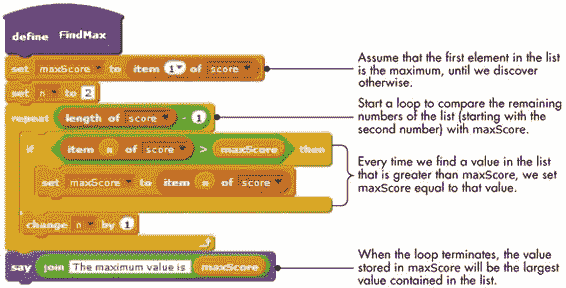 define FindMax
set maxScore to item 1 of score
set n to 2
repeat length of score - 1
if item n of score > maxScore then
set maxScore to item n of score
change n by 1
say join The maximum value is maxScore
Assume that the first element in the list
is the maximum, until we discover
otherwise.
Start a loop to compare the remaining
numbers of the list (starting with the
second number) with maxScore.
Every time we find a value in the list
that is greater than maxScore, we set
maxScore equal to that value.
When the loop terminates, the value
stored in maxScore will be the largest
value contained in the list.